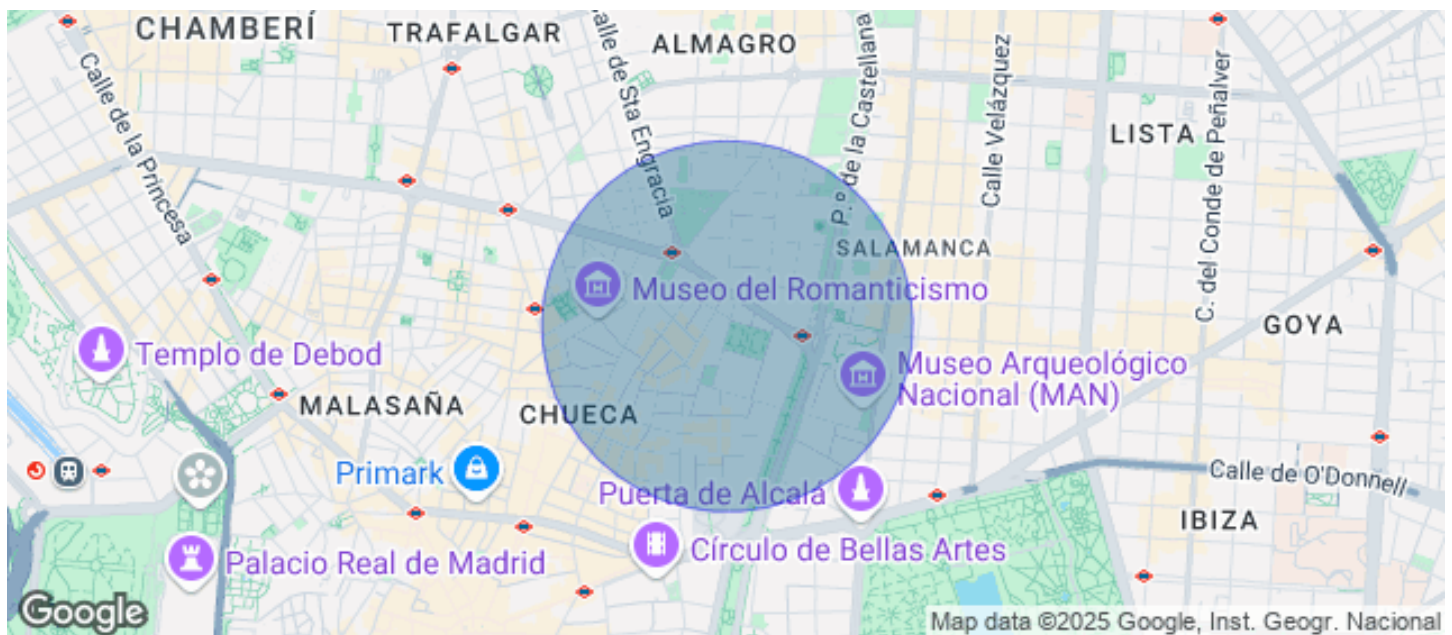 CHAMBERÍ
TRAFALGAR
ALMAGRO
Calle de la Princesa
Calle de Sta Engracia
P.º de la Castellana
Calle Velázquez
C. del Conde de Peñalver
LISTA
SALAMANCA
Museo del Romanticismo
GOYA
Templo de Debod
Museo Arqueológico
Nacional (MAN)
MALASAÑA
CHUECA
Primark
Calle de O'Donnell
Puerta de Alcalá
IBIZA
Círculo de Bellas Artes
Palacio Real de Madrid
Google
Map data ©2025 Google, Inst. Geogr. Nacional